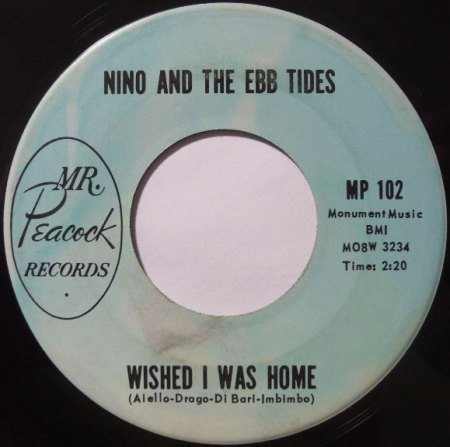 NINO AND THE EBB TIDES
MR.
Peacock
RECORDS
MP 102
Monument Music
BMI
MO8W 3234
Time: 2:20
WISHED I WAS HOME
(Aiello-Drago-Di Bari-Imbimbo)